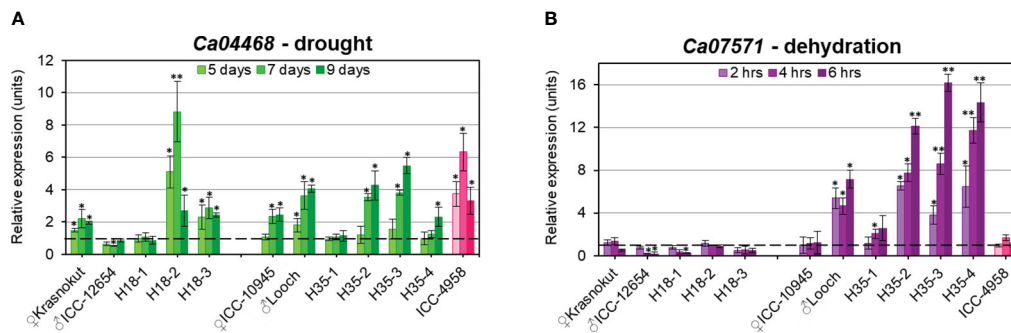 A
Ca04468 - drought
Relative expression (units)
12
10
8
6
4
2
0
5 days 7 days 9 days
* * * * * * ** * * * * * * * * * * * * * * * * *
♀Krasnokut
♂ICC-12654
H18-1
H18-2
H18-3
♀ICC-10945
♂Looch
H35-1
H35-2
H35-3
H35-4
ICC-4958
B
Ca07571 - dehydration
Relative expression (units)
16
12
8
4
0
2 hrs 4 hrs 6 hrs
♀Krasnokut
♂ICC-12654
H18-1
H18-2
H18-3
♀ICC-10945
♂Looch
H35-1
H35-2
H35-3
H35-4
ICC-4958